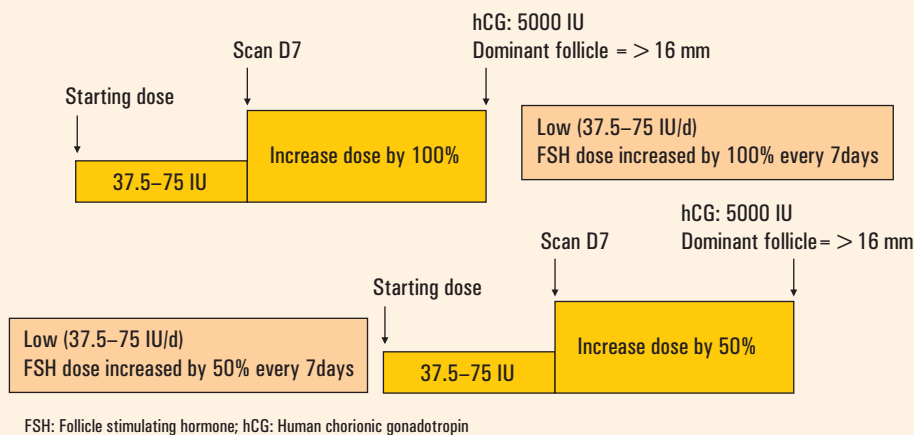 hCG: 5000 IU
Dominant follicle = > 16 mm
Scan D7
Starting dose
Increase dose by 100%
37.5–75 IU
Low (37.5–75 IU/d)
FSH dose increased by 100% every 7days
hCG: 5000 IU
Dominant follicle = > 16 mm
Scan D7
Starting dose
Low (37.5–75 IU/d)
FSH dose increased by 50% every 7days
Increase dose by 50%
37.5–75 IU
FSH: Follicle stimulating hormone; hCG: Human chorionic gonadotropin